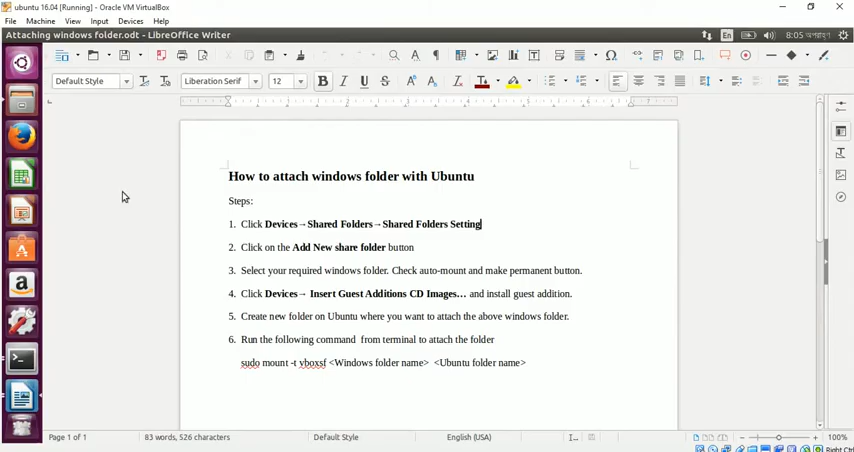 ubuntu 16.04 [Running] - Oracle VM VirtualBox
File Machine View Input Devices Help
Attaching windows folder.odt - LibreOffice Writer
En
8:05 অপরাহ্ণ
Default Style
Liberation Serif
12
How to attach windows folder with Ubuntu
Steps:
1. Click Devices→Shared Folders→Shared Folders Setting
2. Click on the Add New share folder button
3. Select your required windows folder. Check auto-mount and make permanent button.
4. Click Devices→ Insert Guest Additions CD Images… and install guest addition.
5. Create new folder on Ubuntu where you want to attach the above windows folder.
6. Run the following command from terminal to attach the folder
sudo mount -t vboxsf <Windows folder name> <Ubuntu folder name>
Page 1 of 1
83 words, 526 characters
Default Style
English (USA)
100%
Right Ctrl